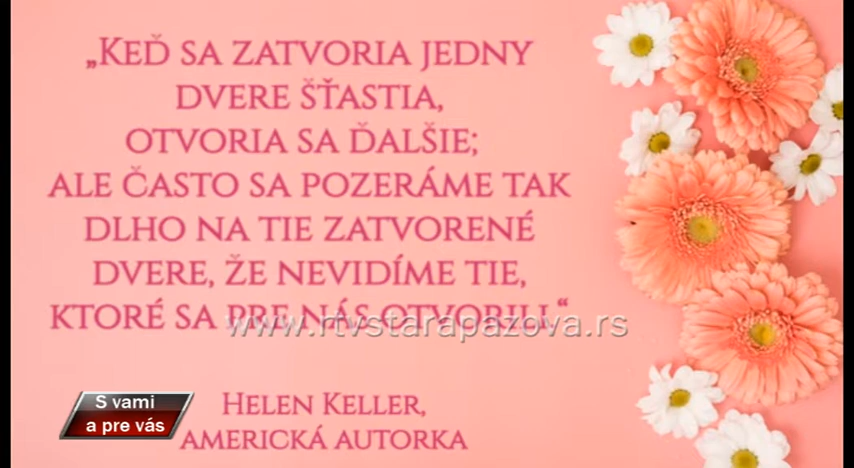 „Keď sa zatvoria jedny
dvere šťastia,
otvoria sa ďalšie;
ale často sa pozeráme tak
dlho na tie zatvorené
dvere, že nevidíme tie,
ktoré sa pre nás otvorili.“
www.rtvstarapazova.rs
Helen Keller,
americká autorka
S vami
a pre vás